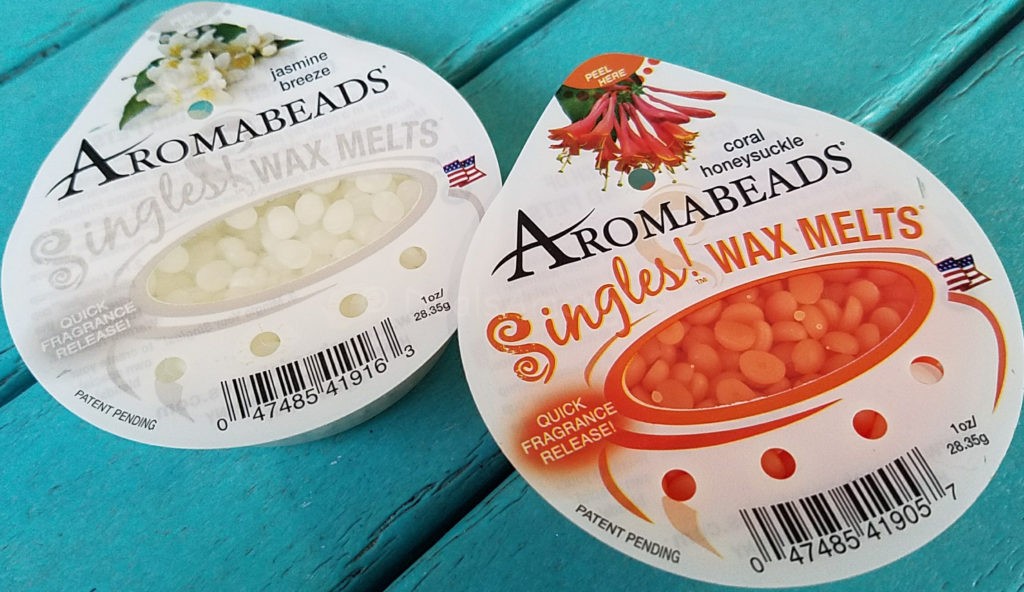 jasmine
breeze
AROMABEADS®
Singles! WAX MELTS
QUICK
FRAGRANCE
RELEASE!
1oz/
28.35g
PATENT PENDING
0 47485 41916 3
PEEL
HERE
coral
honeysuckle
AROMABEADS®
Singles!™ WAX MELTS
QUICK
FRAGRANCE
RELEASE!
1oz/
28.35g
PATENT PENDING
0 47485 41905 7